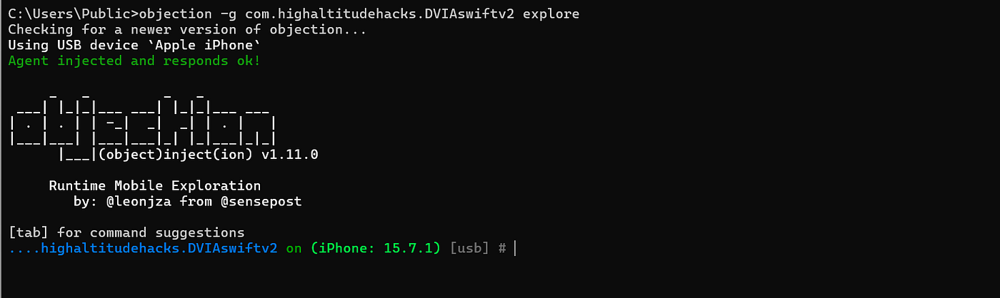 C:\Users\Public>objection -g com.highaltitudehacks.DVIAswiftv2 explore
Checking for a newer version of objection...
Using USB device `Apple iPhone`
Agent injected and responds ok!
     _   _         _   _
 ___| |_|_|___ ___| |_|_|___ ___
| . | . | | -_|  _|  _| | . |   |
|___|___| |___|___|_| |_|___|_|_|
      |___|(object)inject(ion) v1.11.0
     Runtime Mobile Exploration
        by: @leonjza from @sensepost
[tab] for command suggestions
....highaltitudehacks.DVIAswiftv2 on (iPhone: 15.7.1) [usb] #